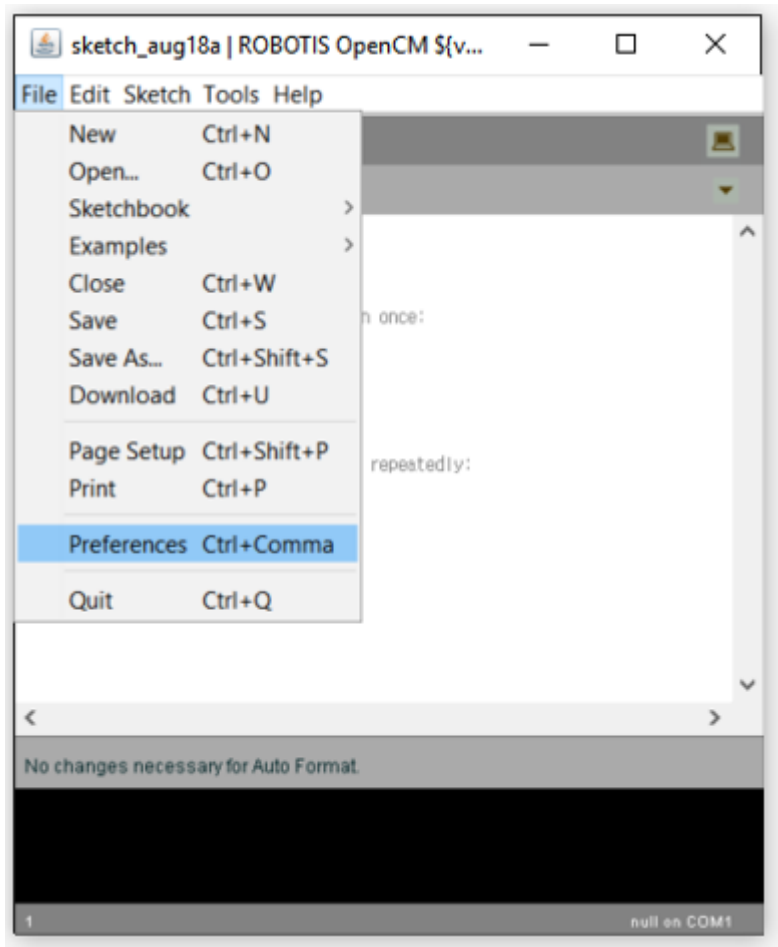 sketch_aug18a | ROBOTIS OpenCM ${v...
File Edit Sketch Tools Help
New Ctrl+N
Open... Ctrl+O
Sketchbook
Examples
Close Ctrl+W
Save Ctrl+S
Save As... Ctrl+Shift+S
Download Ctrl+U
Page Setup Ctrl+Shift+P
Print Ctrl+P
Preferences Ctrl+Comma
Quit Ctrl+Q
once:
repeatedly:
No changes necessary for Auto Format.
1 null on COM1